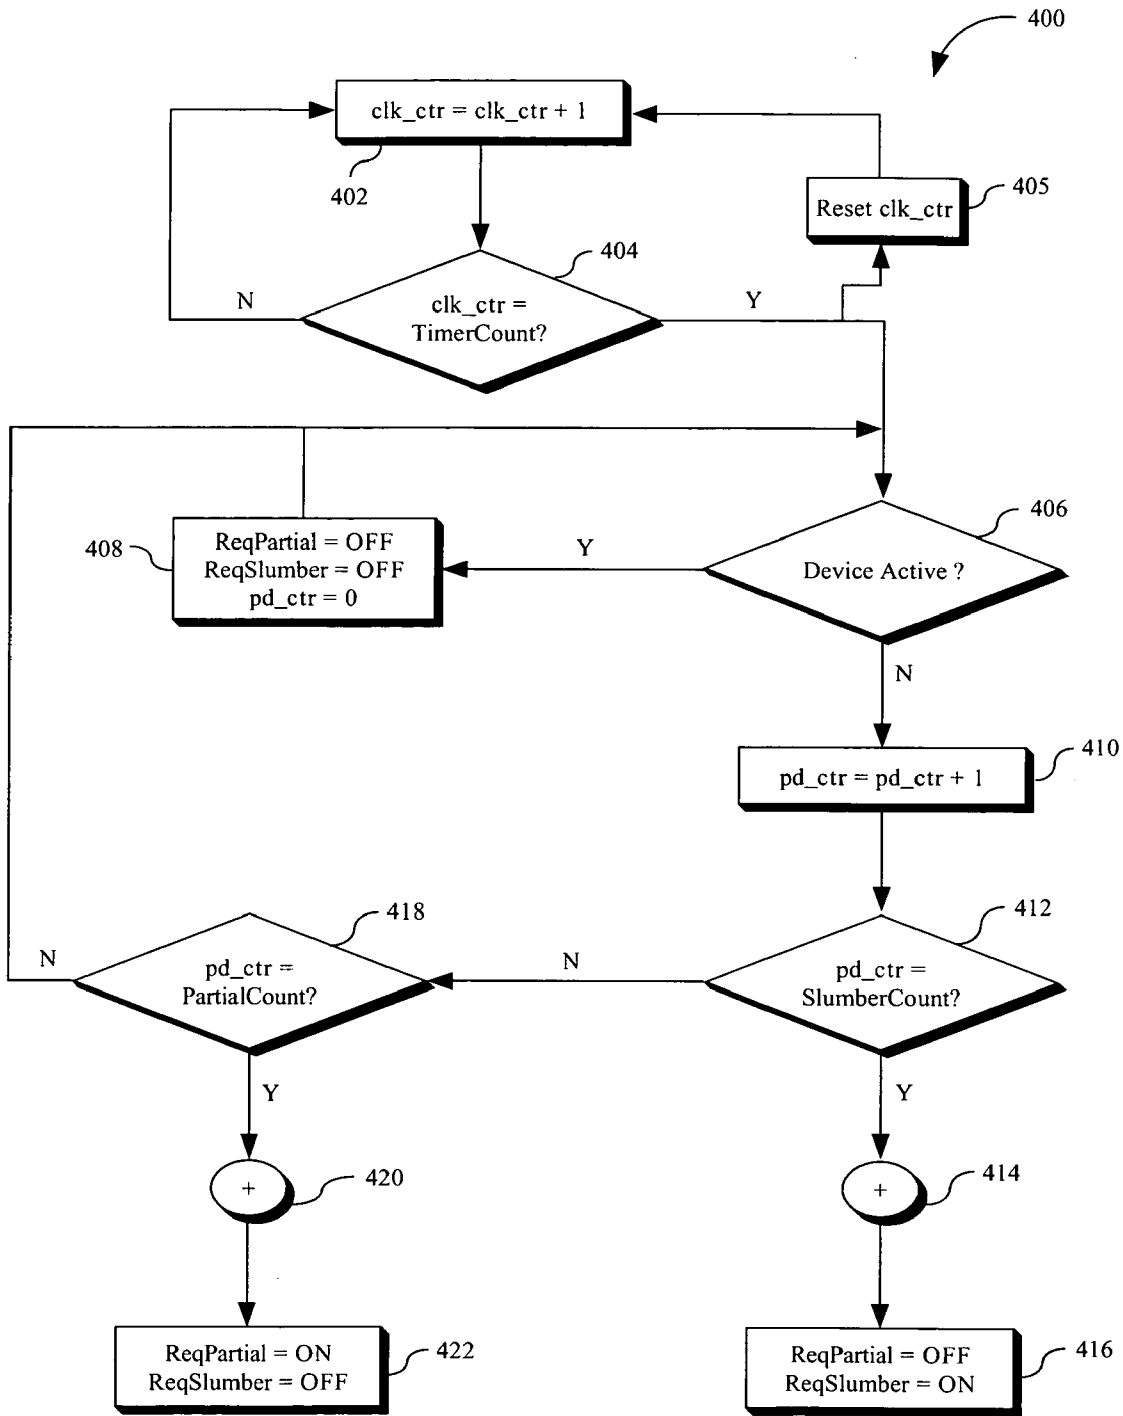 400
clk_ctr = clk_ctr + 1
402
Reset clk_ctr
405
404
clk_ctr =
TimerCount?
N
Y
406
Device Active ?
Y
N
408
ReqPartial = OFF
ReqSlumber = OFF
pd_ctr = 0
410
pd_ctr = pd_ctr + 1
412
pd_ctr =
SlumberCount?
N
Y
418
pd_ctr =
PartialCount?
N
Y
420
+
414
+
422
ReqPartial = ON
ReqSlumber = OFF
416
ReqPartial = OFF
ReqSlumber = ON